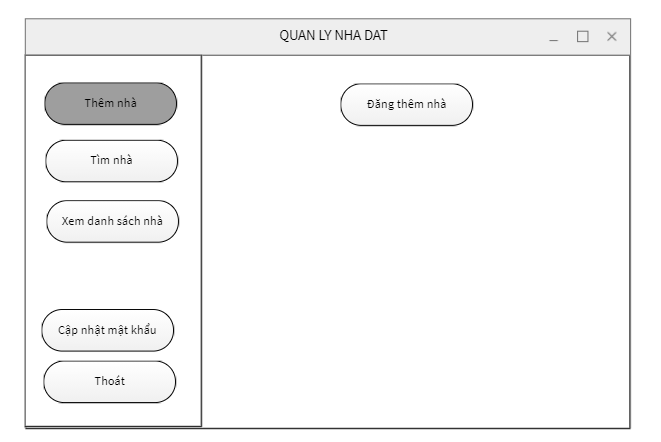 QUAN LY NHA DAT
Thêm nhà
Đăng thêm nhà
Tìm nhà
Xem danh sách nhà
Cập nhật mật khẩu
Thoát